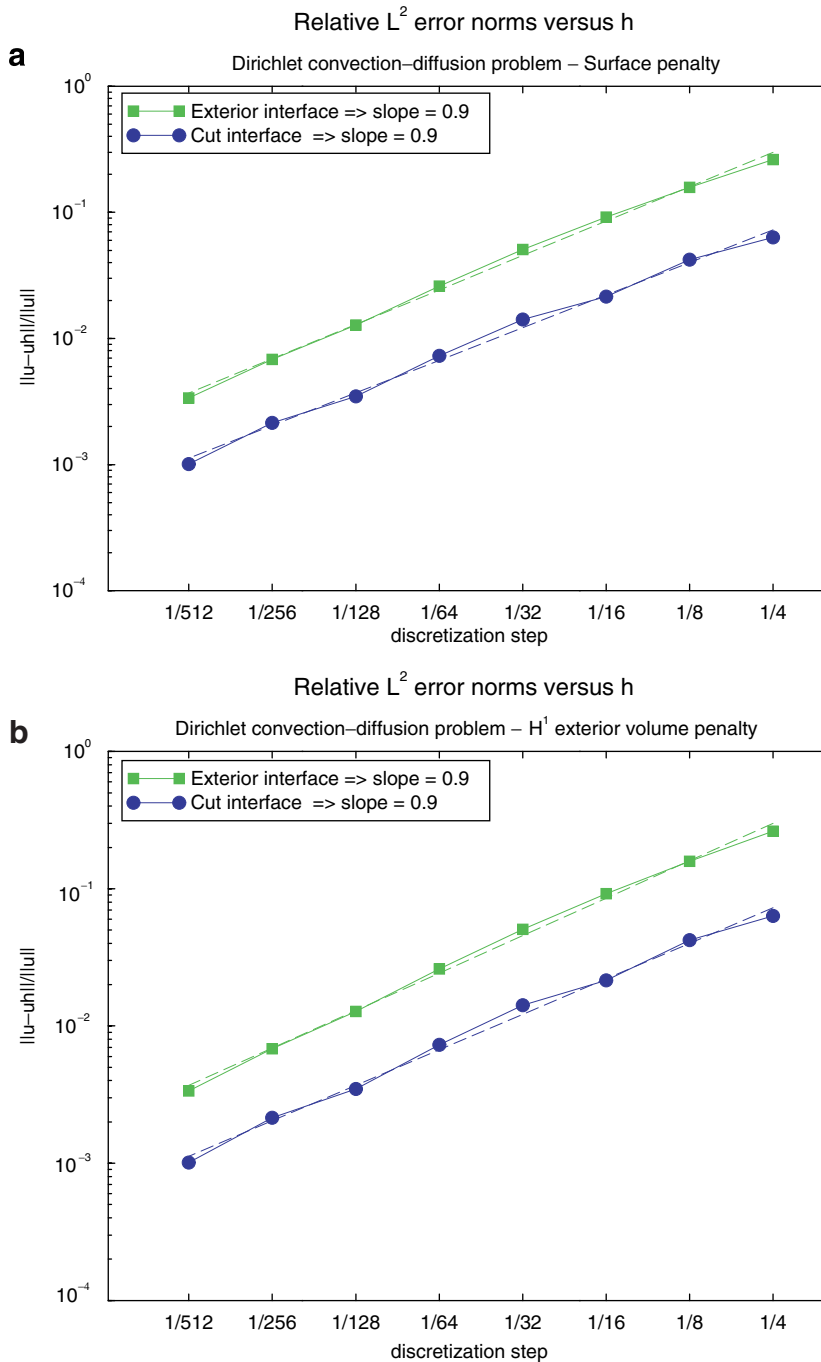 Relative L² error norms versus h
a
Dirichlet convection–diffusion problem – Surface penalty
Exterior interface => slope = 0.9
Cut interface => slope = 0.9
10⁰
10⁻¹
10⁻²
10⁻³
10⁻⁴
||u–uh||/||u||
1/512 1/256 1/128 1/64 1/32 1/16 1/8 1/4
discretization step
Relative L² error norms versus h
b
Dirichlet convection–diffusion problem – H¹ exterior volume penalty
Exterior interface => slope = 0.9
Cut interface => slope = 0.9
10⁰
10⁻¹
10⁻²
10⁻³
10⁻⁴
||u–uh||/||u||
1/512 1/256 1/128 1/64 1/32 1/16 1/8 1/4
discretization step